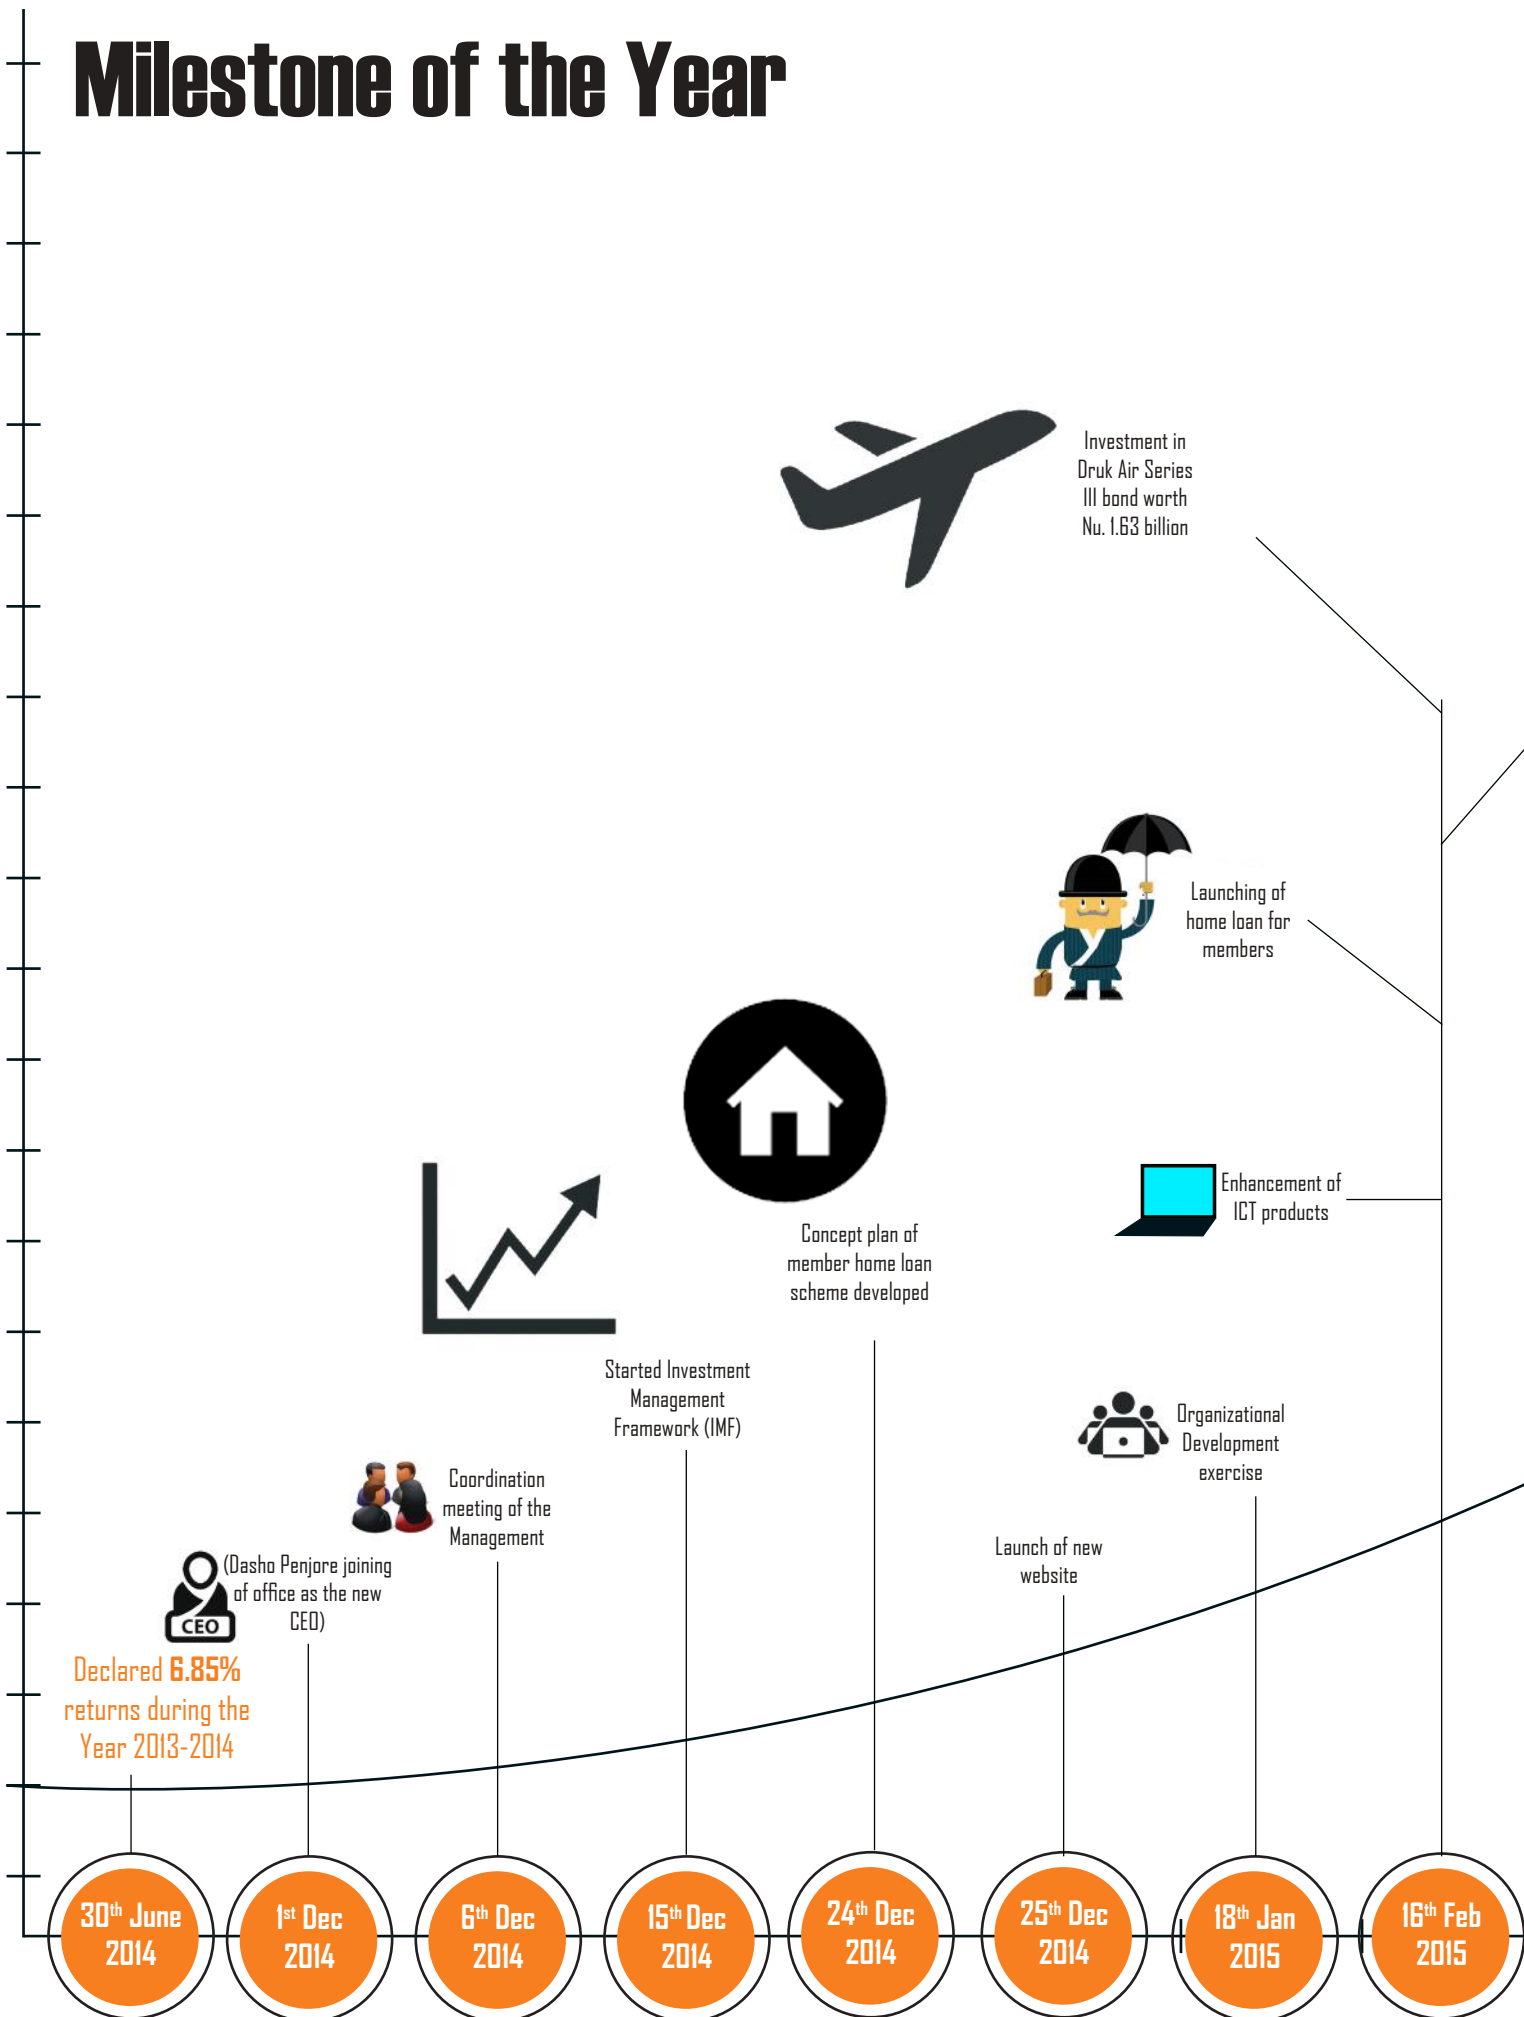 Milestone of the Year
Investment in
Druk Air Series
III bond worth
Nu. 1.63 billion
Launching of
home loan for
members
Enhancement of
ICT products
Concept plan of
member home loan
scheme developed
Started Investment
Management
Framework (IMF)
Organizational
Development
exercise
Coordination
meeting of the
Management
Launch of new
website
(Dasho Penjore joining
of office as the new
CEO)
CEO
Declared 6.85%
returns during the
Year 2013-2014
30th June
2014
1st Dec
2014
6th Dec
2014
15th Dec
2014
24th Dec
2014
25th Dec
2014
18th Jan
2015
16th Feb
2015